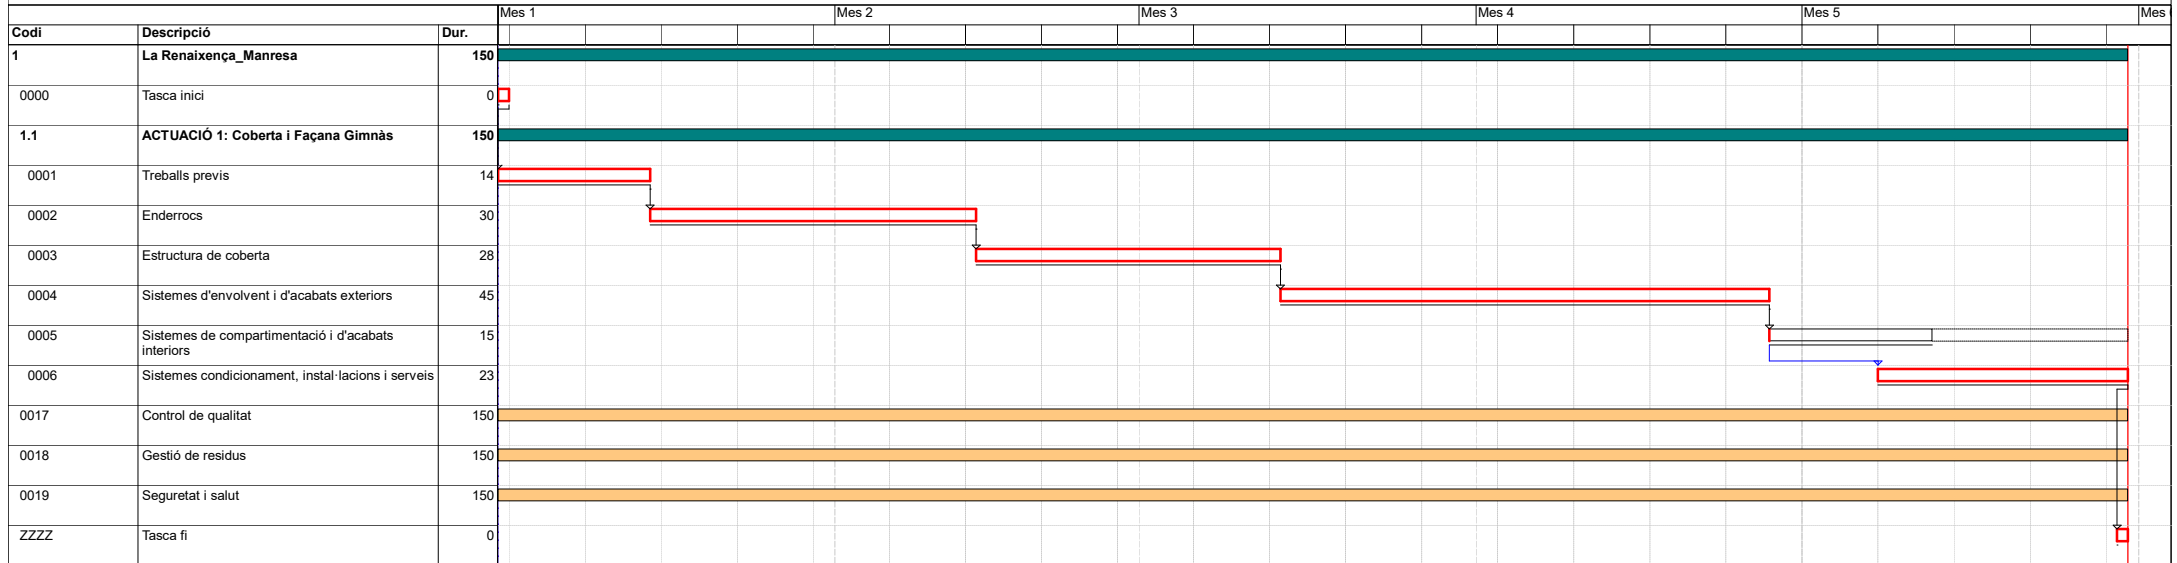 Mes 1 Mes 2 Mes 3 Mes 4 Mes 5 Mes
Codi Descripció Dur.
1 La Renaixença_Manresa 150
0000 Tasca inici 0
1.1 ACTUACIÓ 1: Coberta i Façana Gimnàs 150
0001 Treballs previs 14
0002 Enderrocs 30
0003 Estructura de coberta 28
0004 Sistemes d'envolvent i d'acabats exteriors 45
0005 Sistemes de compartimentació i d'acabats 15
interiors
0006 Sistemes condicionament, instal·lacions i serveis 23
0017 Control de qualitat 150
0018 Gestió de residus 150
0019 Seguretat i salut 150
ZZZZ Tasca fi 0